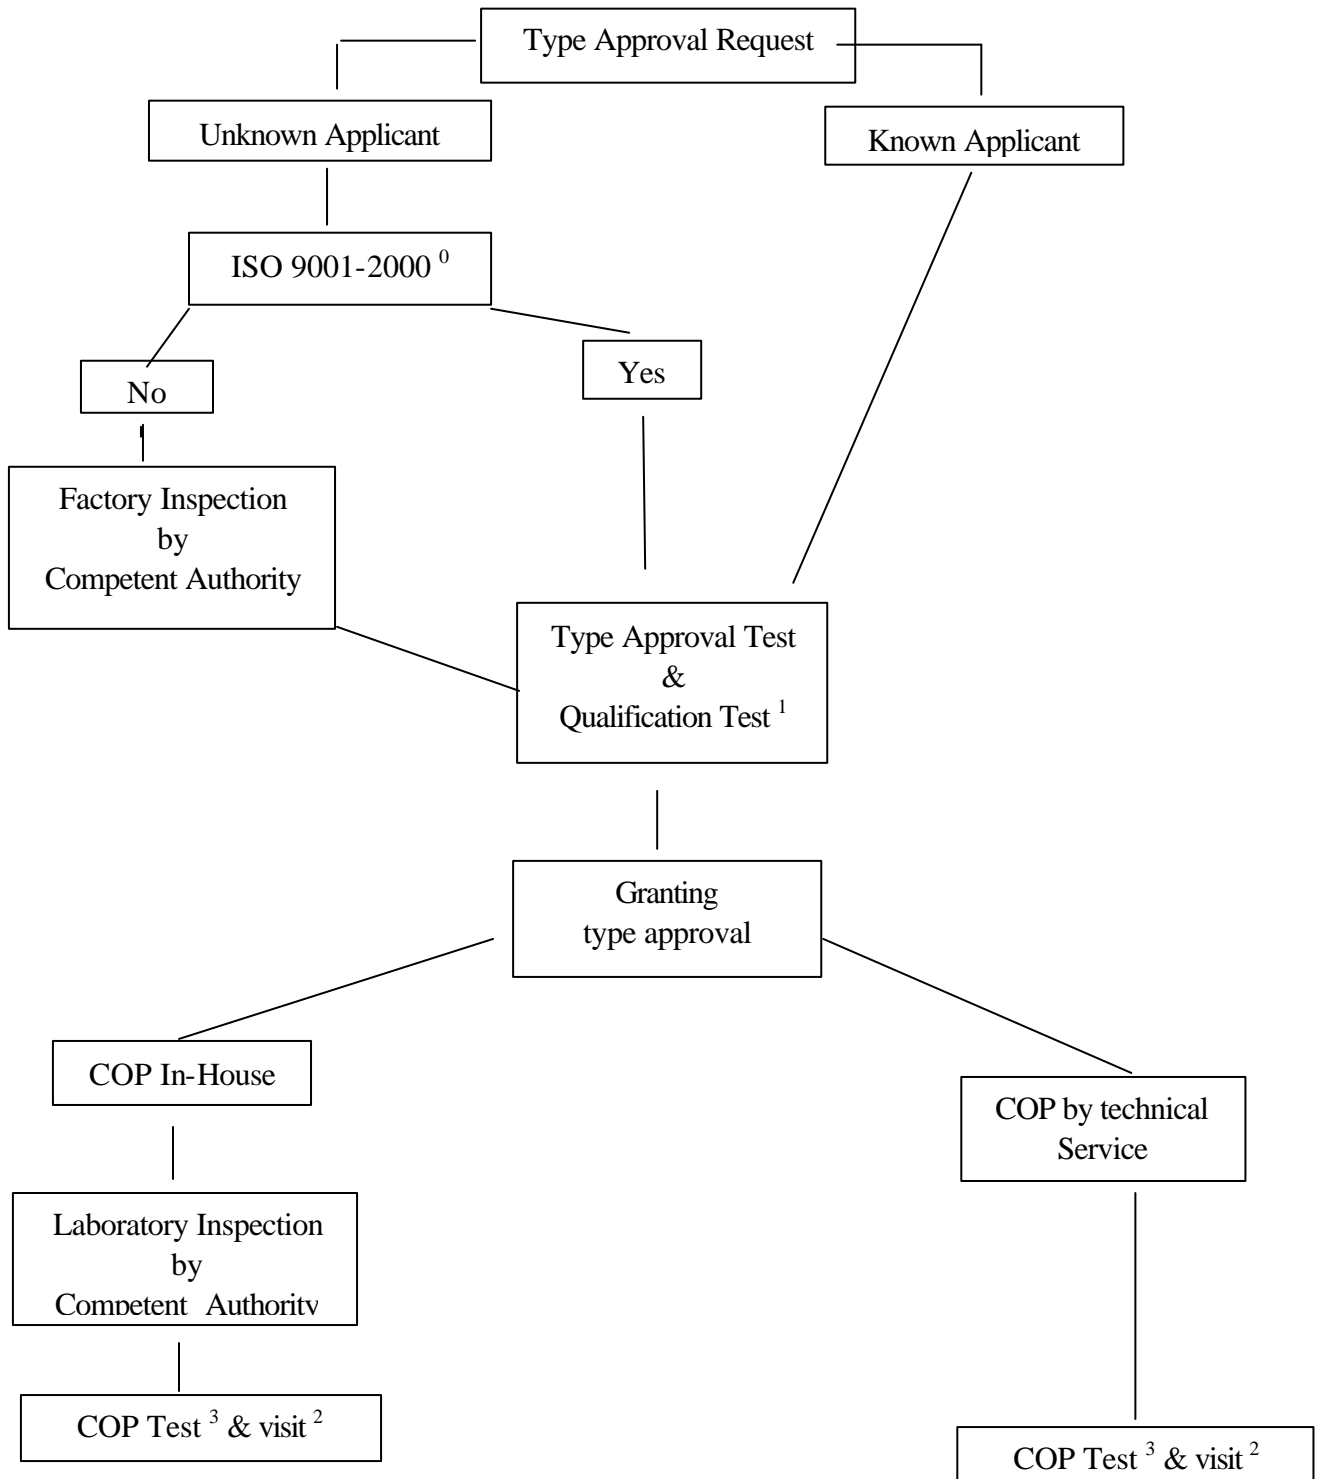 Type Approval Request
Unknown Applicant
Known Applicant
ISO 9001-2000 ⁰
No
Yes
Factory Inspection
by
Competent Authority
Type Approval Test
&
Qualification Test ¹
Granting
type approval
COP In-House
COP by technical
Service
Laboratory Inspection
by
Competent Authority
COP Test ³ & visit ²
COP Test ³ & visit ²